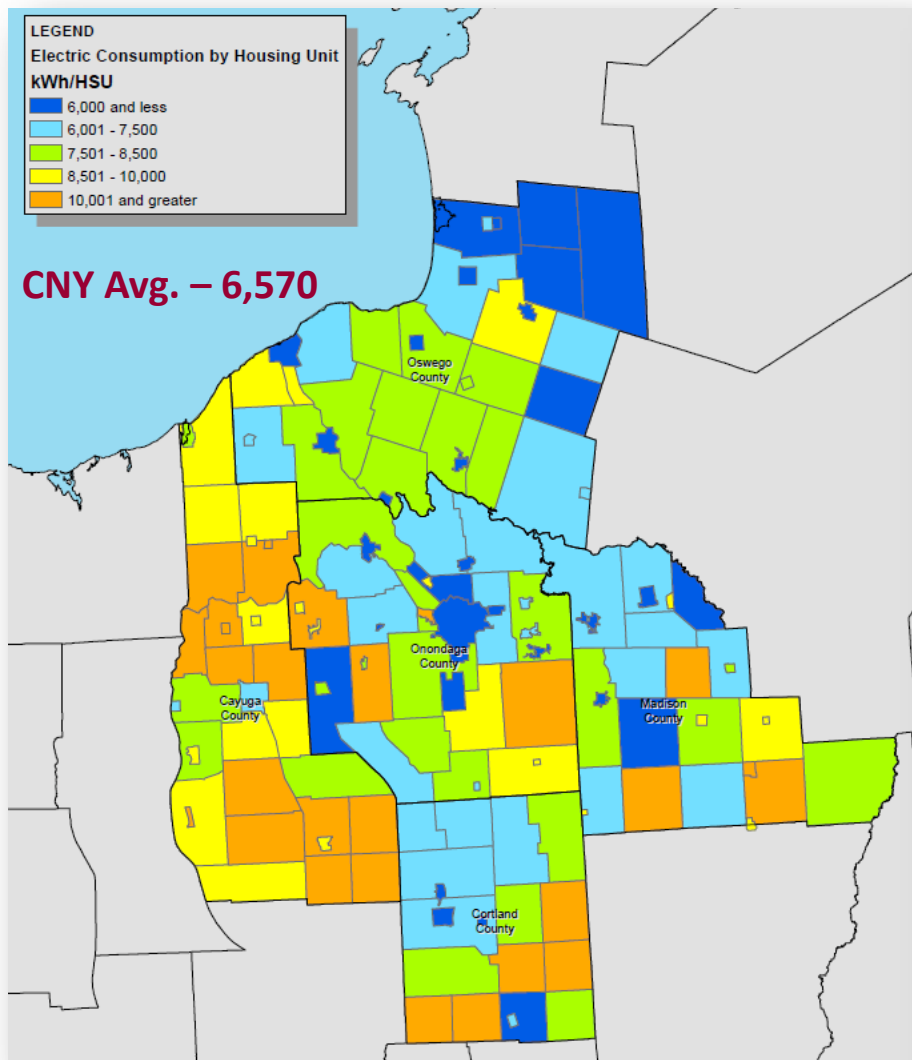 LEGEND
Electric Consumption by Housing Unit
kWh/HSU
6,000 and less
6,001 - 7,500
7,501 - 8,500
8,501 - 10,000
10,001 and greater
CNY Avg. – 6,570
Oswego
County
Onondaga
County
Cayuga
County
Madison
County
Cortland
County